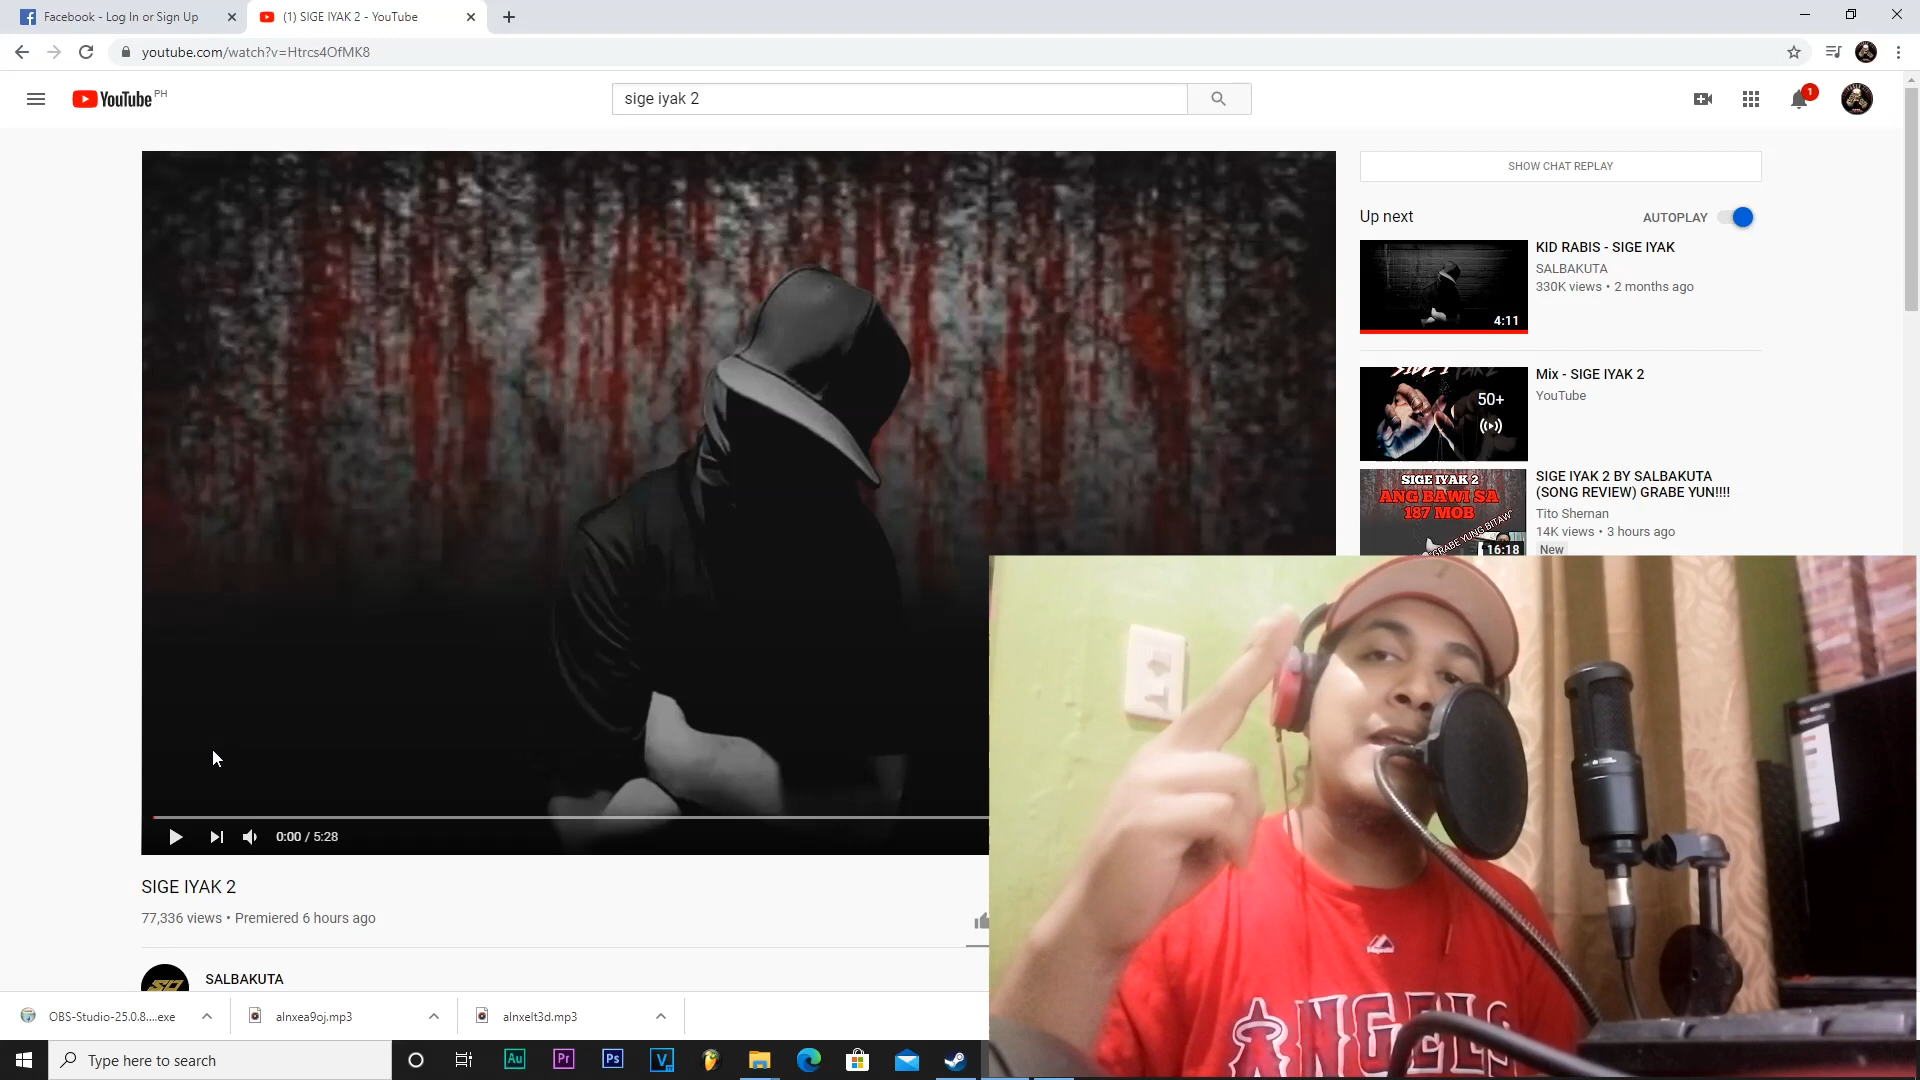 Facebook - Log In or Sign Up
(1) SIGE IYAK 2 - YouTube
youtube.com/watch?v=Htrcs4OfMK8
YouTube PH
sige iyak 2
1
SHOW CHAT REPLAY
Up next
AUTOPLAY
KID RABIS - SIGE IYAK
SALBAKUTA
330K views • 2 months ago
4:11
Mix - SIGE IYAK 2
YouTube
50+
SIGE IYAK 2
ANG BAWI SA
187 MOB
"GRABE YUNG BITAW"
16:18
SIGE IYAK 2 BY SALBAKUTA
(SONG REVIEW) GRABE YUN!!!!
Tito Shernan
14K views • 3 hours ago
New
0:00 / 5:28
SIGE IYAK 2
77,336 views • Premiered 6 hours ago
SALBAKUTA
ANGELS
OBS-Studio-25.0.8....exe
alnxea9oj.mp3
alnxelt3d.mp3
Type here to search
Au
Pr
Ps
V